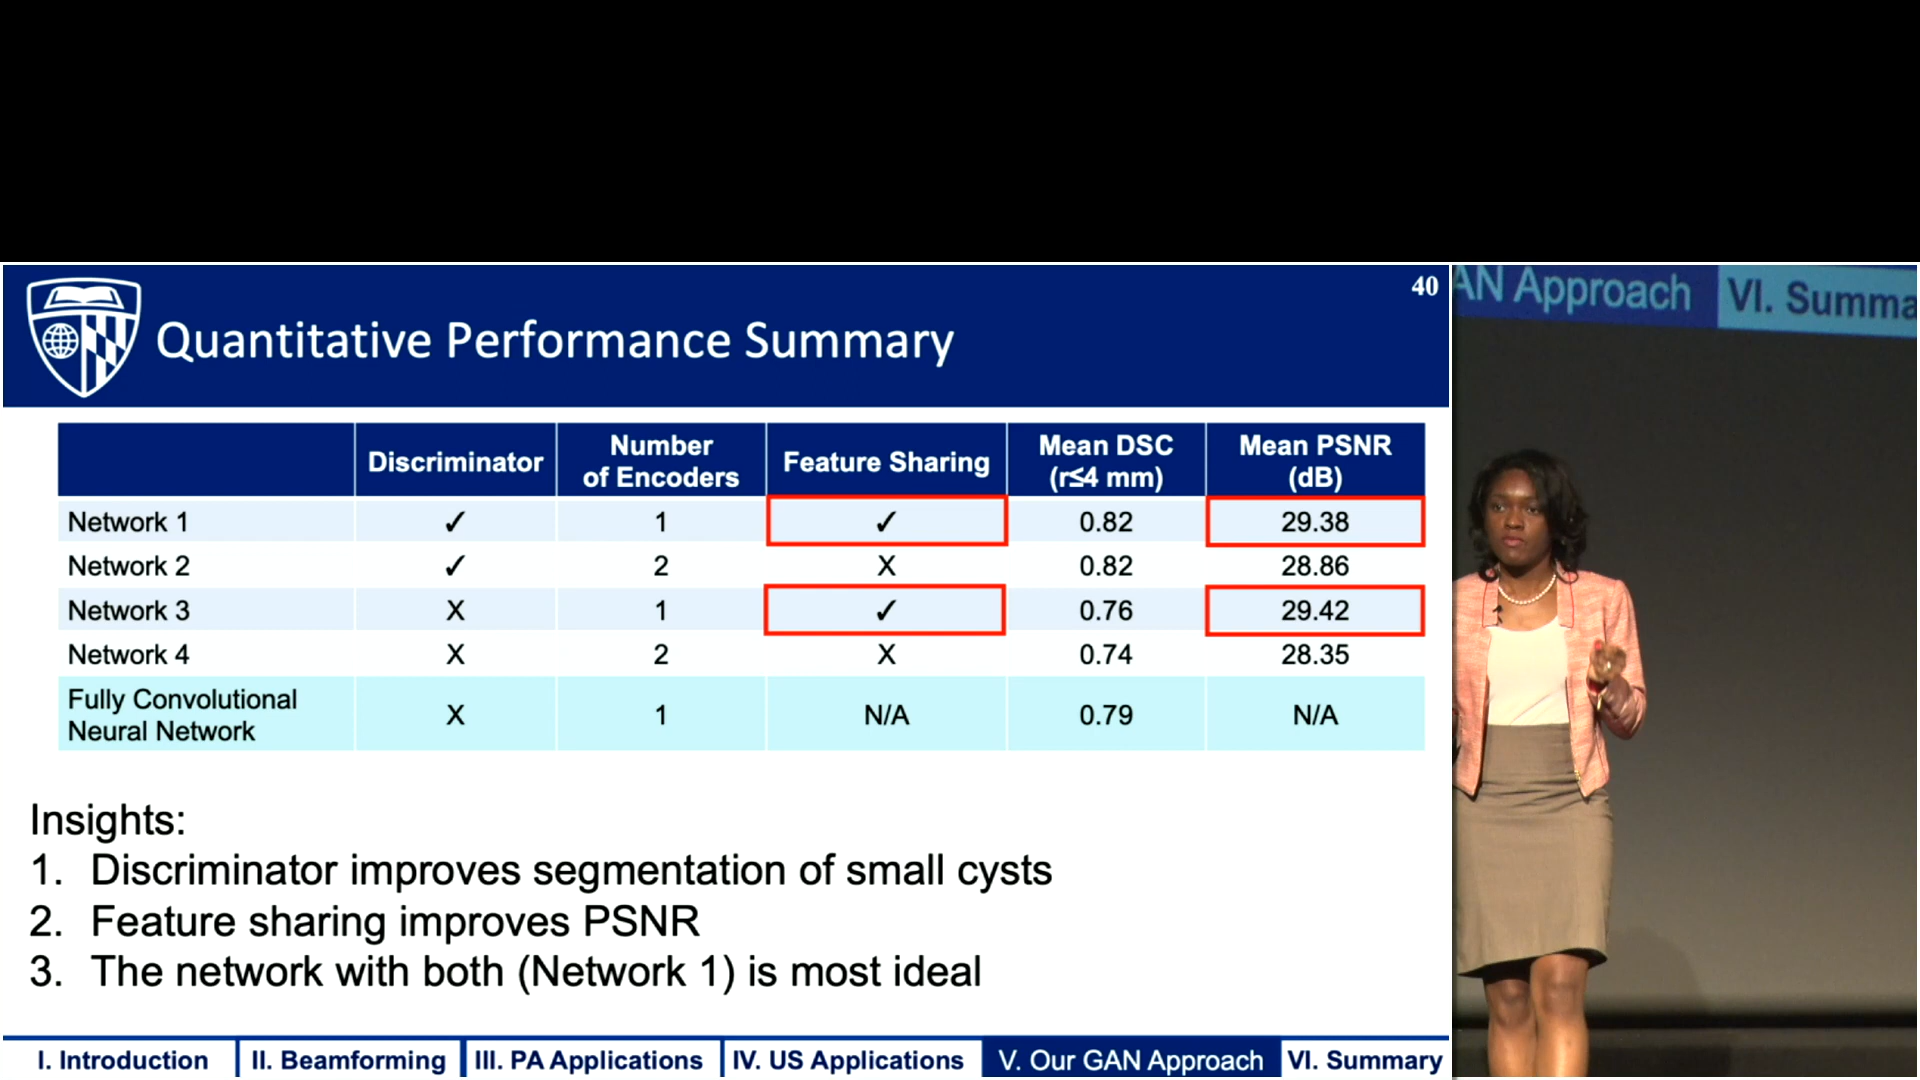 40
Quantitative Performance Summary
Discriminator Number of Encoders Feature Sharing Mean DSC (r≤4 mm) Mean PSNR (dB)
Network 1 ✓ 1 ✓ 0.82 29.38
Network 2 ✓ 2 X 0.82 28.86
Network 3 X 1 ✓ 0.76 29.42
Network 4 X 2 X 0.74 28.35
Fully Convolutional Neural Network X 1 N/A 0.79 N/A
Insights:
1. Discriminator improves segmentation of small cysts
2. Feature sharing improves PSNR
3. The network with both (Network 1) is most ideal
I. Introduction II. Beamforming III. PA Applications IV. US Applications V. Our GAN Approach VI. Summary
AN Approach VI. Summa